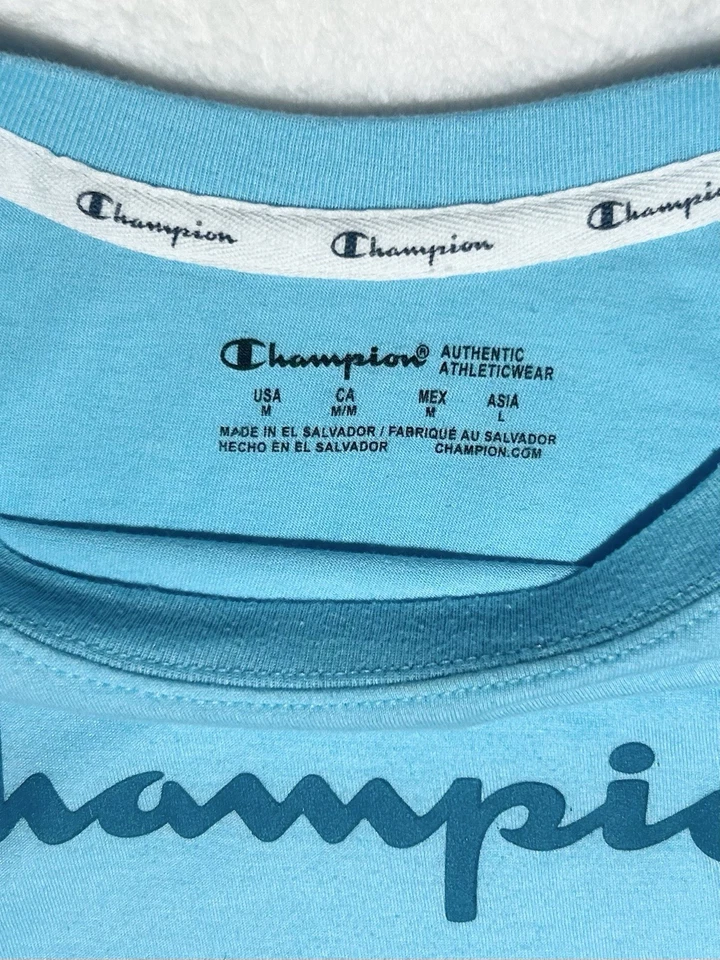 Champion Champion Champi
Champion® AUTHENTIC
ATHLETICWEAR
USA CA MEX ASIA
M M/M M L
MADE IN EL SALVADOR / FABRIQUÉ AU SALVADOR
HECHO EN EL SALVADOR CHAMPION.COM
hampio